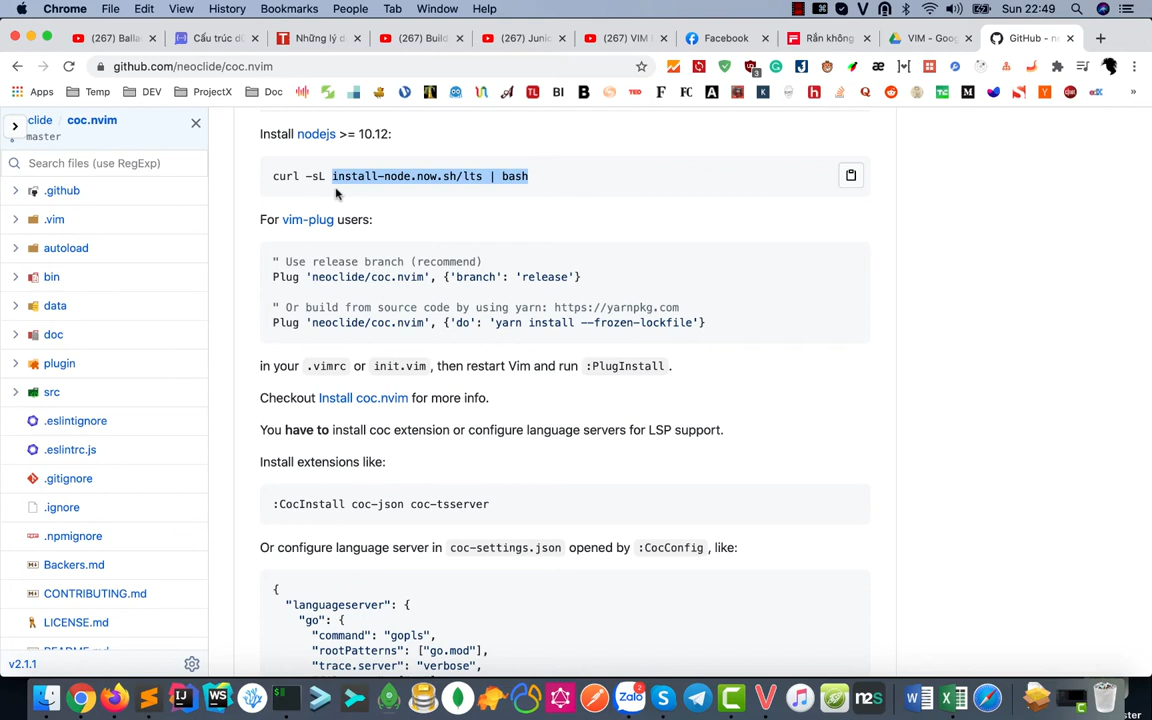 Chrome File Edit View History Bookmarks People Tab Window Help Sun 22:49
(267) Balla
Cấu trúc dữ
Những lý d
(267) Build
(267) Junio
(267) VIM E
Facebook
Rắn không
VIM – Goog
GitHub – ne
github.com/neoclide/coc.nvim
Apps Temp DEV ProjectX Doc
clide / coc.nvim
master
Search files (use RegExp)
.github
.vim
autoload
bin
data
doc
plugin
src
.eslintignore
.eslintrc.js
.gitignore
.ignore
.npmignore
Backers.md
CONTRIBUTING.md
LICENSE.md
README.md
v2.1.1
Install nodejs >= 10.12:
curl -sL install-node.now.sh/lts | bash
For vim-plug users:
" Use release branch (recommend)
Plug 'neoclide/coc.nvim', {'branch': 'release'}
" Or build from source code by using yarn: https://yarnpkg.com
Plug 'neoclide/coc.nvim', {'do': 'yarn install --frozen-lockfile'}
in your .vimrc or init.vim, then restart Vim and run :PlugInstall.
Checkout Install coc.nvim for more info.
You have to install coc extension or configure language servers for LSP support.
Install extensions like:
:CocInstall coc-json coc-tsserver
Or configure language server in coc-settings.json opened by :CocConfig, like:
{
"languageserver": {
"go": {
"command": "gopls",
"rootPatterns": ["go.mod"],
"trace.server": "verbose",